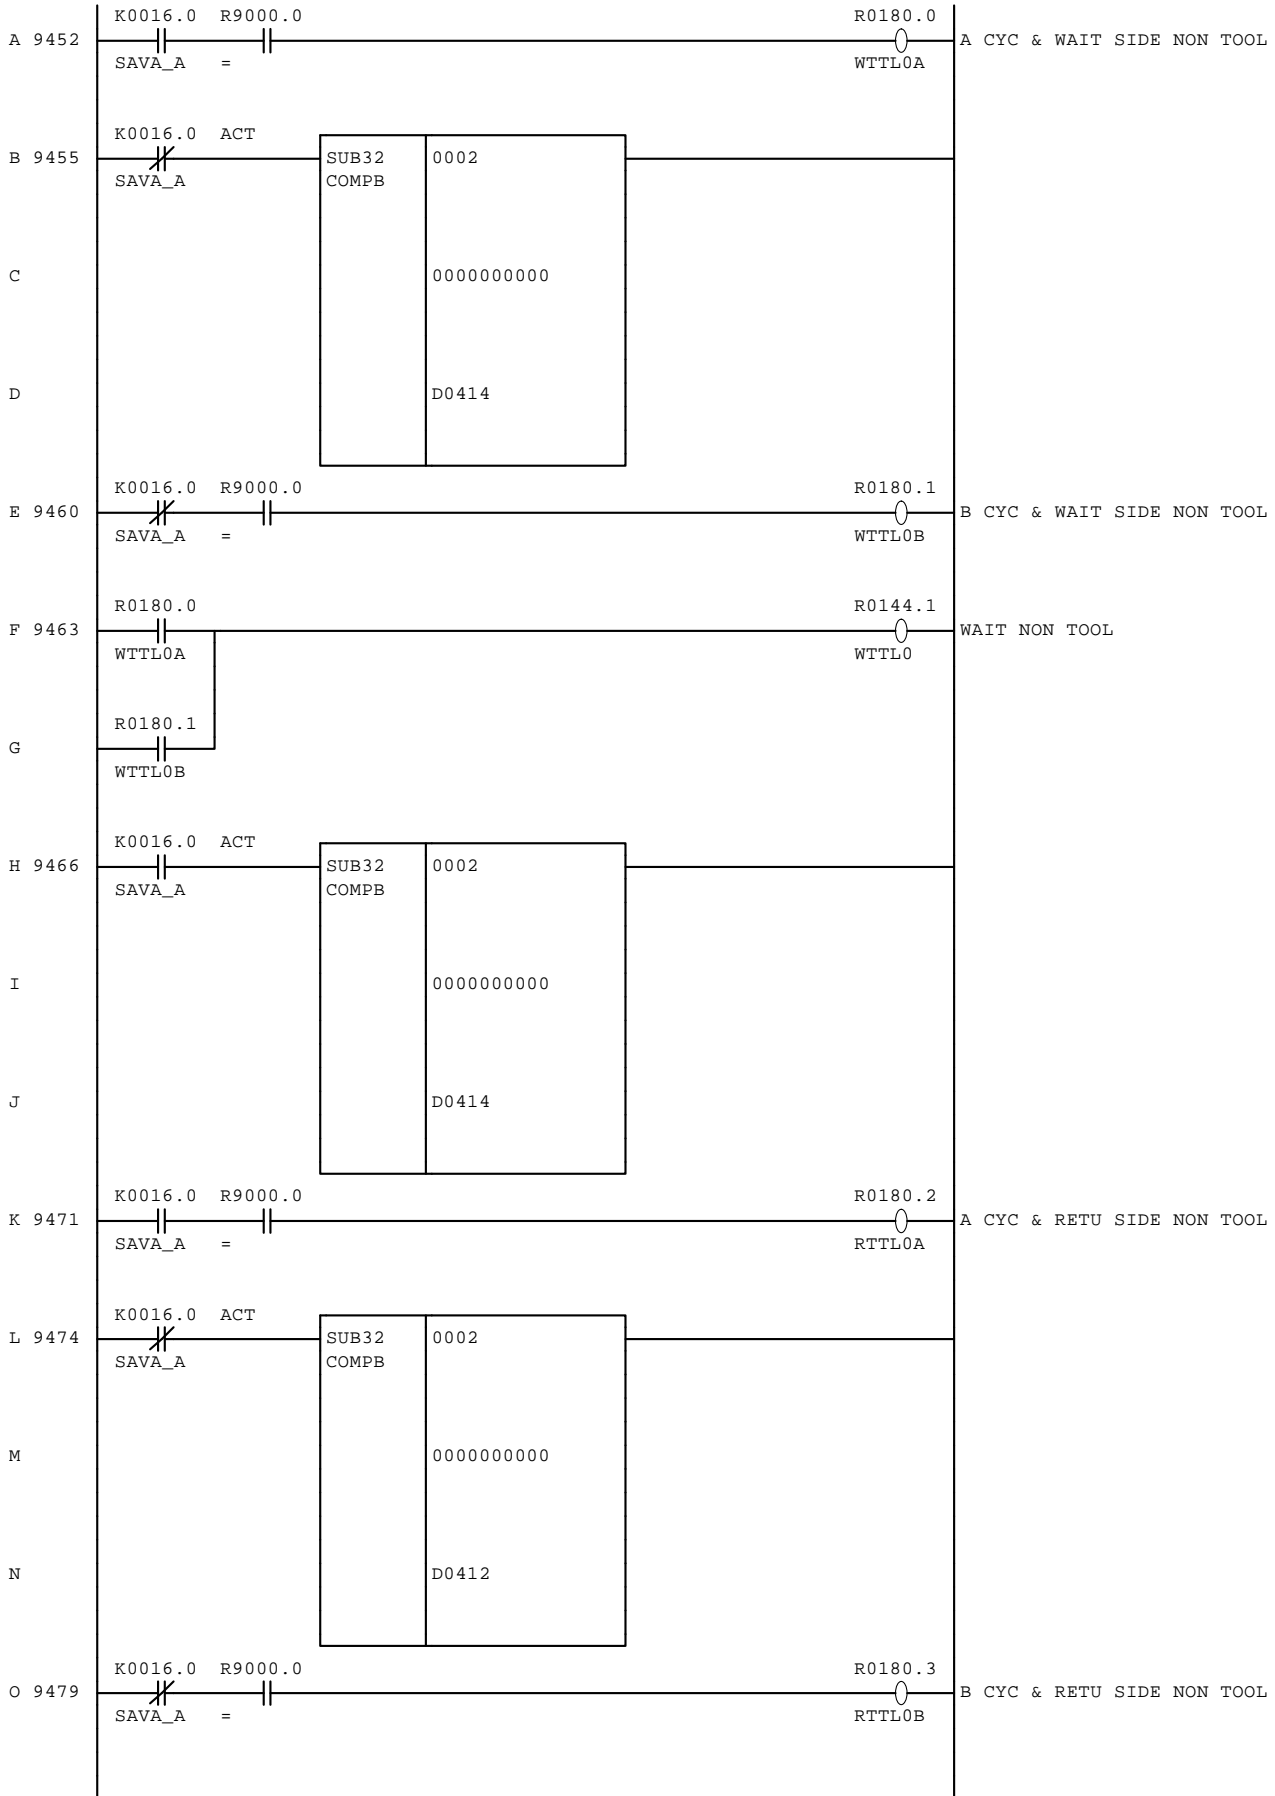 K0016.0 R9000.0 R0180.0
A 9452 A CYC & WAIT SIDE NON TOOL
SAVA_A = WTTL0A
K0016.0 ACT
B 9455 SUB32 0002
SAVA_A COMPB
C 0000000000
D D0414
K0016.0 R9000.0 R0180.1
E 9460 B CYC & WAIT SIDE NON TOOL
SAVA_A = WTTL0B
R0180.0 R0144.1
F 9463 WAIT NON TOOL
WTTL0A WTTL0
R0180.1
G
WTTL0B
K0016.0 ACT
H 9466 SUB32 0002
SAVA_A COMPB
I 0000000000
J D0414
K0016.0 R9000.0 R0180.2
K 9471 A CYC & RETU SIDE NON TOOL
SAVA_A = RTTL0A
K0016.0 ACT
L 9474 SUB32 0002
SAVA_A COMPB
M 0000000000
N D0412
K0016.0 R9000.0 R0180.3
O 9479 B CYC & RETU SIDE NON TOOL
SAVA_A = RTTL0B